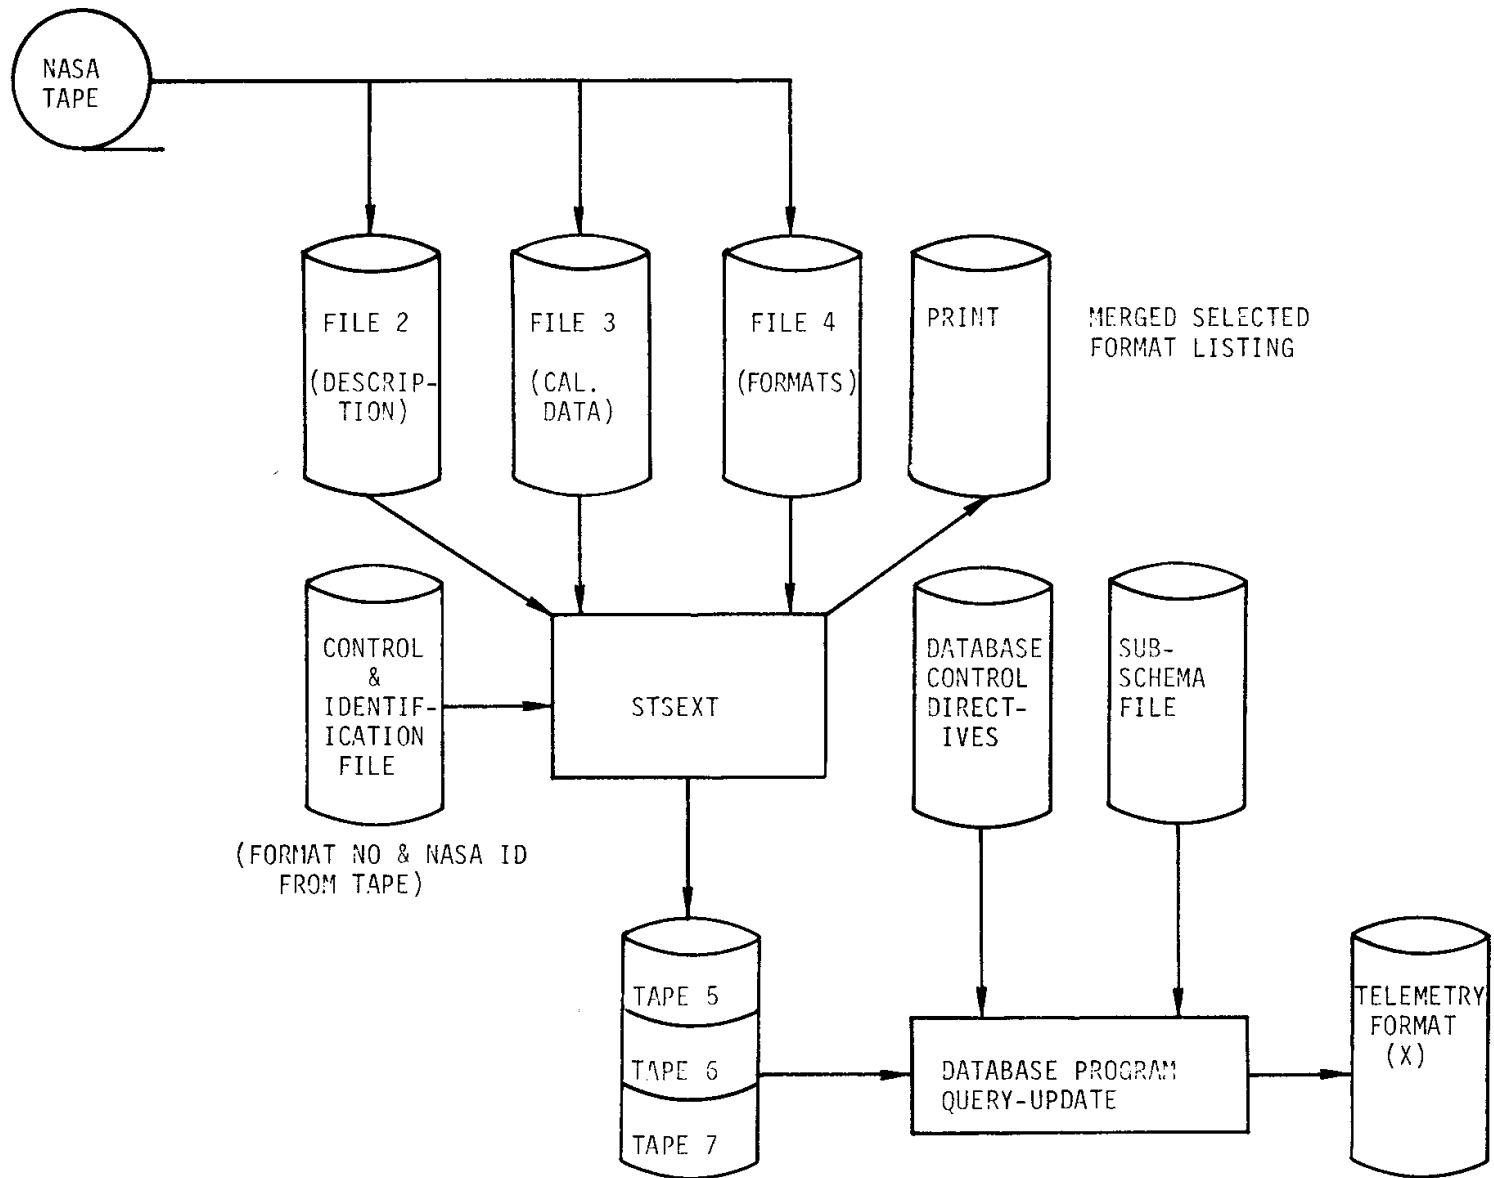 NASA
TAPE
FILE 2
(DESCRIP-
TION)
FILE 3
(CAL.
DATA)
FILE 4
(FORMATS)
PRINT
MERGED SELECTED
FORMAT LISTING
CONTROL
&
IDENTIF-
ICATION
FILE
(FORMAT NO & NASA ID
FROM TAPE)
STSEXT
DATABASE
CONTROL
DIRECT-
IVES
SUB-
SCHEMA
FILE
TAPE 5
TAPE 6
TAPE 7
DATABASE PROGRAM
QUERY-UPDATE
TELEMETRY
FORMAT
(X)